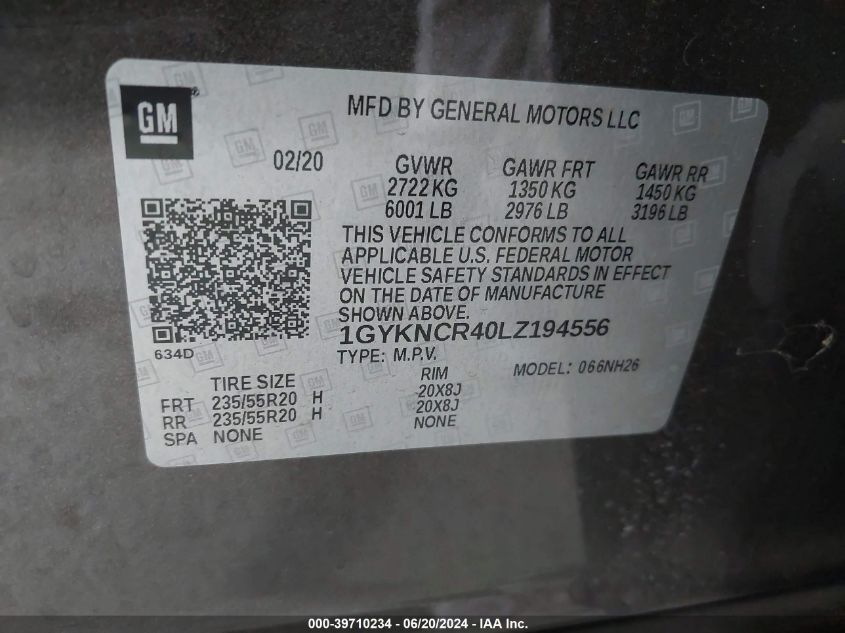 GM ®
MFD BY GENERAL MOTORS LLC
02/20 GVWR GAWR FRT GAWR RR
2722 KG 1350 KG 1450 KG
6001 LB 2976 LB 3196 LB
THIS VEHICLE CONFORMS TO ALL
APPLICABLE U.S. FEDERAL MOTOR
VEHICLE SAFETY STANDARDS IN EFFECT
ON THE DATE OF MANUFACTURE
SHOWN ABOVE.
1GYKNCR40LZ194556
634D
TYPE: M.P.V. MODEL: 066NH26
TIRE SIZE RIM
FRT 235/55R20 H 20X8J
RR 235/55R20 H 20X8J
SPA NONE NONE
000-39710234 - 06/20/2024 - IAA Inc.